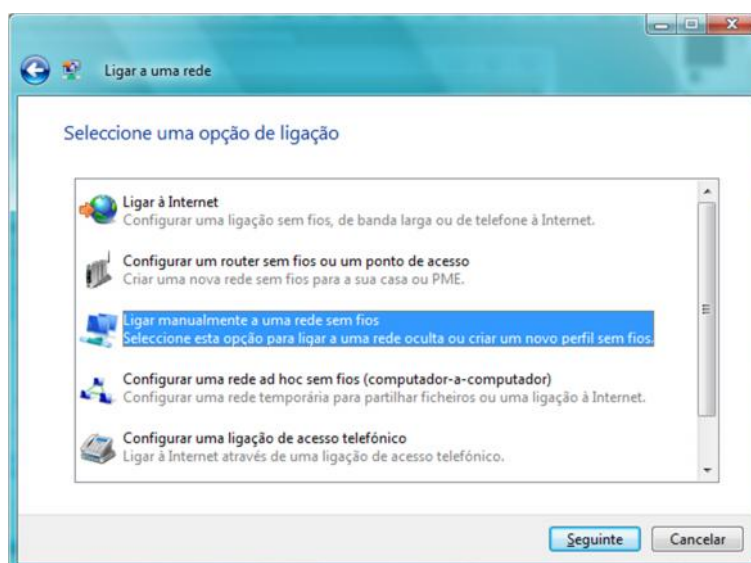 Ligar a uma rede
Seleccione uma opção de ligação
Ligar à Internet
Configurar uma ligação sem fios, de banda larga ou de telefone à Internet.
Configurar um router sem fios ou um ponto de acesso
Criar uma nova rede sem fios para a sua casa ou PME.
Ligar manualmente a uma rede sem fios
Seleccione esta opção para ligar a uma rede oculta ou criar um novo perfil sem fios.
Configurar uma rede ad hoc sem fios (computador-a-computador)
Configurar uma rede temporária para partilhar ficheiros ou uma ligação à Internet.
Configurar uma ligação de acesso telefónico
Ligar à Internet através de uma ligação de acesso telefónico.
Seguinte
Cancelar